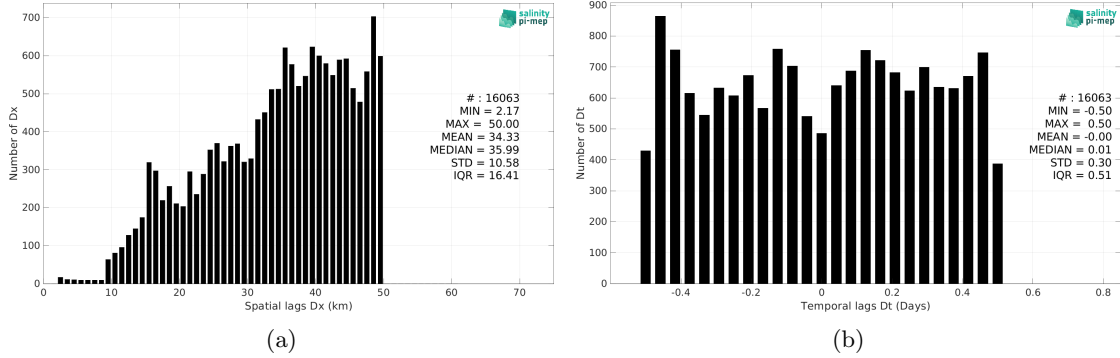 Number of Dx
700
600
500
400
300
200
100
0
0
10
20
30
40
50
60
70
Spatial lags Dx (km)
salinity
pi-mep
# : 16063
MIN = 2.17
MAX = 50.00
MEAN = 34.33
MEDIAN = 35.99
STD = 10.58
IQR = 16.41
(a)
Number of Dt
900
800
700
600
500
400
300
200
100
0
-0.4
-0.2
0
0.2
0.4
0.6
0.8
Temporal lags Dt (Days)
salinity
pi-mep
# : 16063
MIN = -0.50
MAX = 0.50
MEAN = -0.00
MEDIAN = 0.01
STD = 0.30
IQR = 0.51
(b)